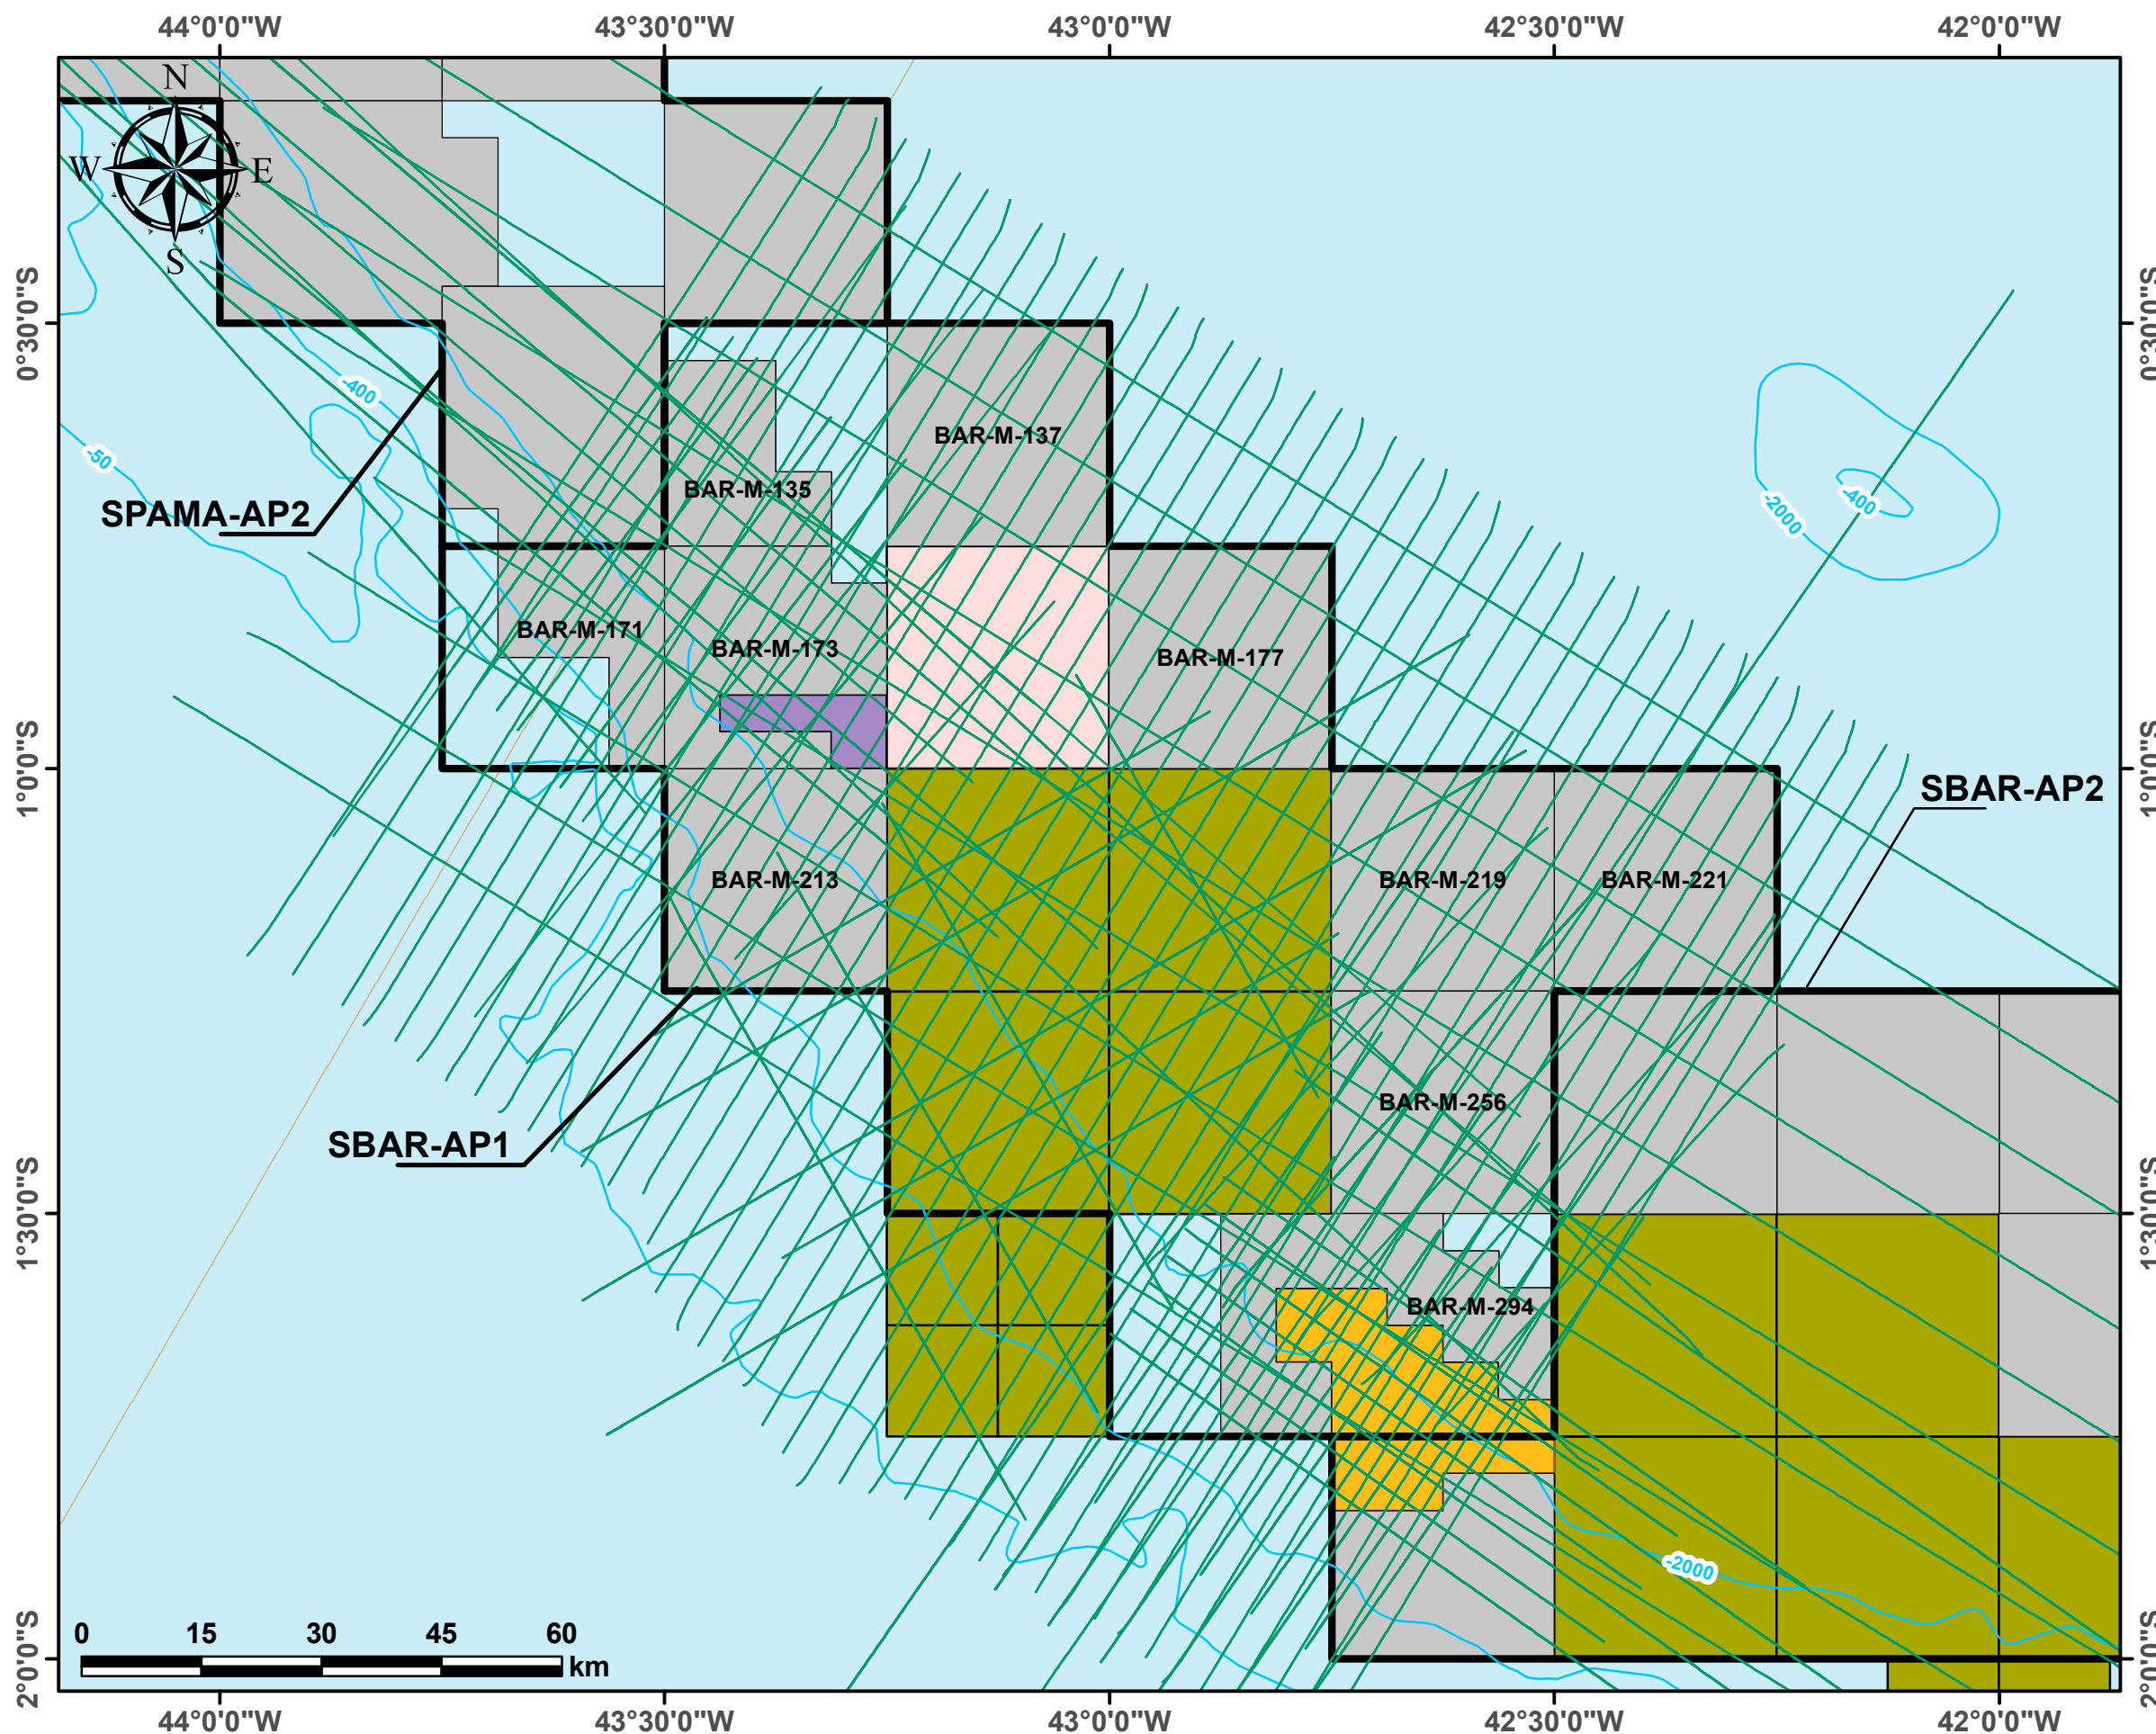 44°0'0"W 43°30'0"W 43°0'0"W 42°30'0"W 42°0'0"W
N
W E
S
0°30'0"S 0°30'0"S
-400
BAR-M-137
-50
BAR-M-135
-400
-2000
SPAMA-AP2
BAR-M-171
BAR-M-173
BAR-M-177
1°0'0"S 1°0'0"S
SBAR-AP2
BAR-M-213
BAR-M-219
BAR-M-221
BAR-M-256
SBAR-AP1
1°30'0"S 1°30'0"S
BAR-M-294
-2000
0 15 30 45 60
km
2°0'0"S 2°0'0"S
44°0'0"W 43°30'0"W 43°0'0"W 42°30'0"W 42°0'0"W